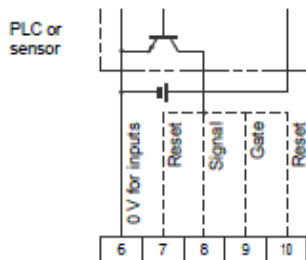 PLC or
sensor
0 V for inputs
Reset
Signal
Gate
Reset
6 7 8 9 10